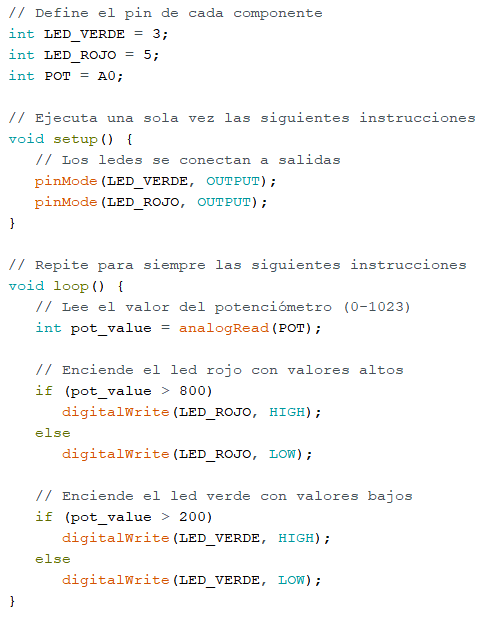 // Define el pin de cada componente
int LED_VERDE = 3;
int LED_ROJO = 5;
int POT = A0;

// Ejecuta una sola vez las siguientes instrucciones
void setup() {
   // Los ledes se conectan a salidas
   pinMode(LED_VERDE, OUTPUT);
   pinMode(LED_ROJO, OUTPUT);
}

// Repite para siempre las siguientes instrucciones
void loop() {
   // Lee el valor del potenciómetro (0-1023)
   int pot_value = analogRead(POT);

   // Enciende el led rojo con valores altos
   if (pot_value > 800)
      digitalWrite(LED_ROJO, HIGH);
   else
      digitalWrite(LED_ROJO, LOW);

   // Enciende el led verde con valores bajos
   if (pot_value > 200)
      digitalWrite(LED_VERDE, HIGH);
   else
      digitalWrite(LED_VERDE, LOW);
}